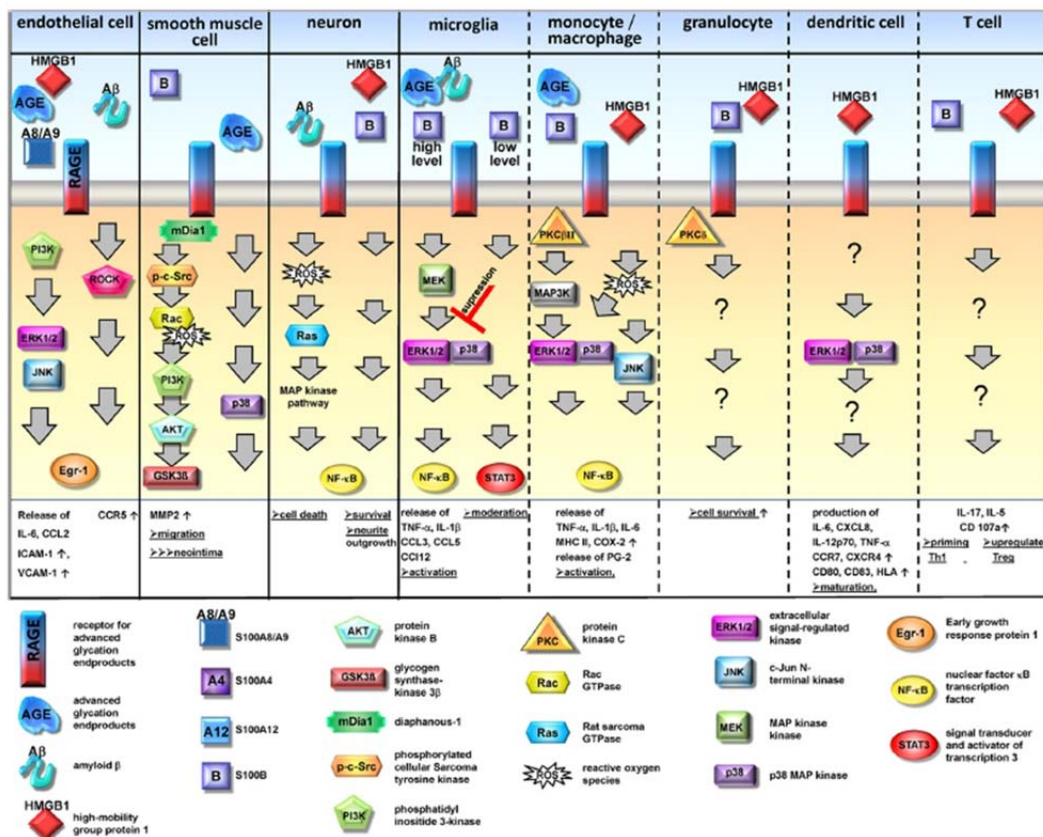 endothelial cell
smooth muscle
cell
neuron
microglia
monocyte /
macrophage
granulocyte
dendritic cell
T cell
HMGB1
AGE
Aβ
A8/A9
RAGE
PI3K
ROCK
ERK1/2
JNK
Egr-1
B
AGE
mDia1
p-c-Src
Rac
ROS
PI3K
AKT
GSK3ß
p38
HMGB1
Aβ
B
ROS
Ras
MAP kinase
pathway
NF-κB
Aβ
AGE
B
B
high
level
low
level
MEK
supression
ERK1/2
p38
NF-κB
STAT3
AGE
B
HMGB1
PKCβII
MAP3K
ROS
ERK1/2
p38
JNK
NF-κB
HMGB1
B
PKCδ
?
?
HMGB1
?
ERK1/2
p38
?
HMGB1
B
?
?
Release of
IL-6, CCL2
ICAM-1 ↑,
VCAM-1 ↑
CCR5 ↑
MMP2 ↑
➢migration
➢➢➢neointima
➢cell death
➢survival
➢neurite
outgrowth
release of
TNF-α, IL-1β
CCL3, CCL5
CCl12
➢activation
➢moderation
release of
TNF-α, IL-1β, IL-6
MHC II, COX-2 ↑
release of PG-2
➢activation,
➢cell survival ↑
production of
IL-6, CXCL8,
IL-12p70, TNF-α
CCR7, CXCR4 ↑
CD80, CD83, HLA ↑
➢maturation,
IL-17, IL-5
CD 107a↑
➢priming
Th1
➢upregulate
Treg
RAGE
receptor for
advanced
glycation
endproducts
AGE
advanced
glycation
endproducts
Aβ
amyloid β
HMGB1
high-mobility
group protein 1
A8/A9
S100A8/A9
A4
S100A4
A12
S100A12
B
S100B
AKT
protein
kinase B
GSK3ß
glycogen
synthase-
kinase 3β
mDia1
diaphanous-1
p-c-Src
phosphorylated
cellular Sarcoma
tyrosine kinase
PI3K
phosphatidyl
inositide 3-kinase
PKC
protein
kinase C
Rac
Rac
GTPase
Ras
Rat sarcoma
GTPase
ROS
reactive oxygen
species
ERK1/2
extracellular
signal-regulated
kinase
JNK
c-Jun N-
terminal kinase
MEK
MAP kinase
kinase
p38
p38 MAP kinase
Egr-1
Early growth
response protein 1
NF-κB
nuclear factor κB
transcription
factor
STAT3
signal transducer
and activator of
transcription 3